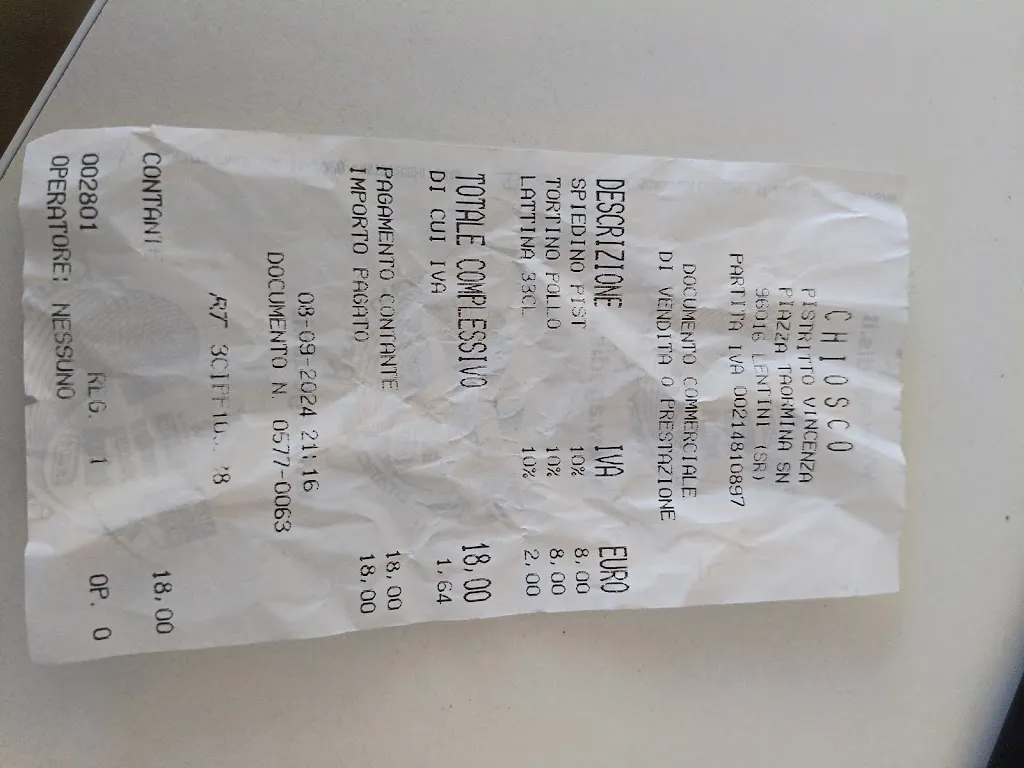 CHIOSCO
PISTRITTO VINCENZA
PIAZZA TAORMINA SN
96016 LENTINI (SR)
PARTITA IVA 00214810897
DOCUMENTO COMMERCIALE
DI VENDITA O PRESTAZIONE
DESCRIZIONE IVA EURO
SPIEDINO PIST 10% 8,00
TORTINO POLLO 10% 8,00
LATTINA 33CL 10% 2,00
TOTALE COMPLESSIVO 18,00
DI CUI IVA 1,64
PAGAMENTO CONTANTE 18,00
IMPORTO PAGATO 18,00
08-09-2024 21:16
DOCUMENTO N. 0577-0063
CONTANTE 18,00
002801 REG. 1 OP. 0
OPERATORE: NESSUNO